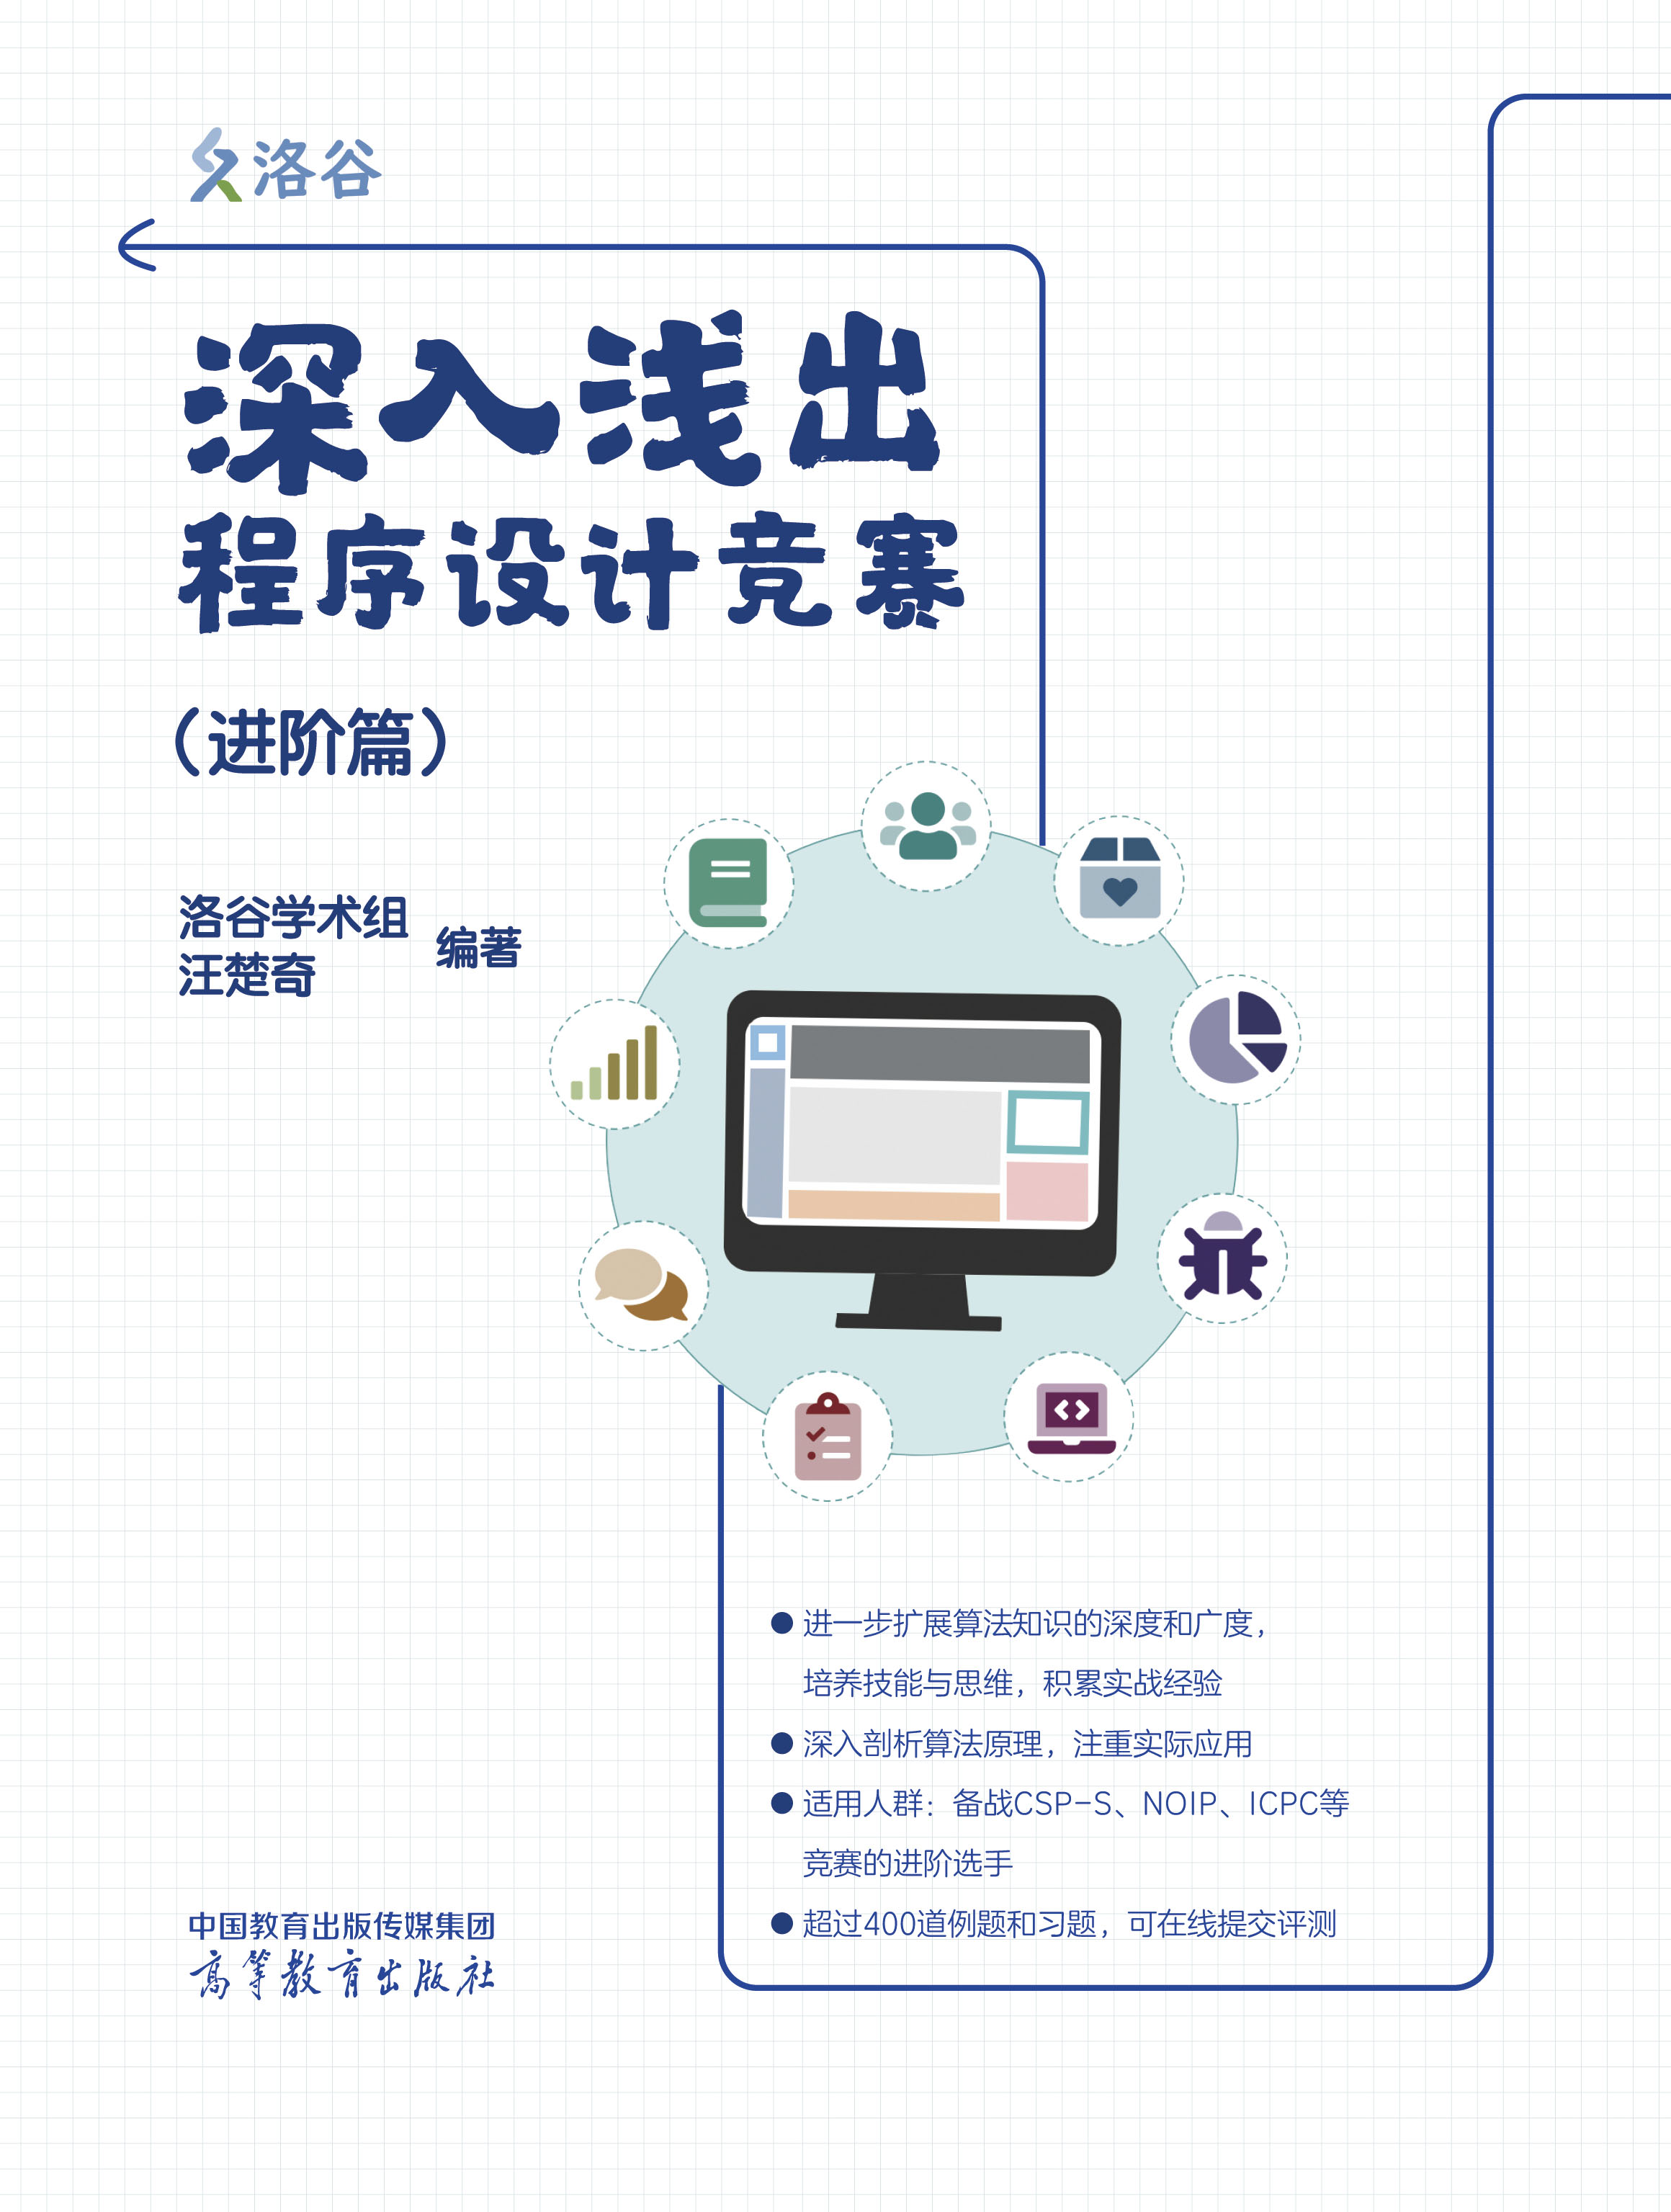 洛谷
深入浅出
程序设计竞赛
（进阶篇）
洛谷学术组
汪楚奇
编著
进一步扩展算法知识的深度和广度，
培养技能与思维，积累实战经验
深入剖析算法原理，注重实际应用
适用人群：备战CSP-S、NOIP、ICPC等
竞赛的进阶选手
超过400道例题和习题，可在线提交评测
中国教育出版传媒集团
高等教育出版社